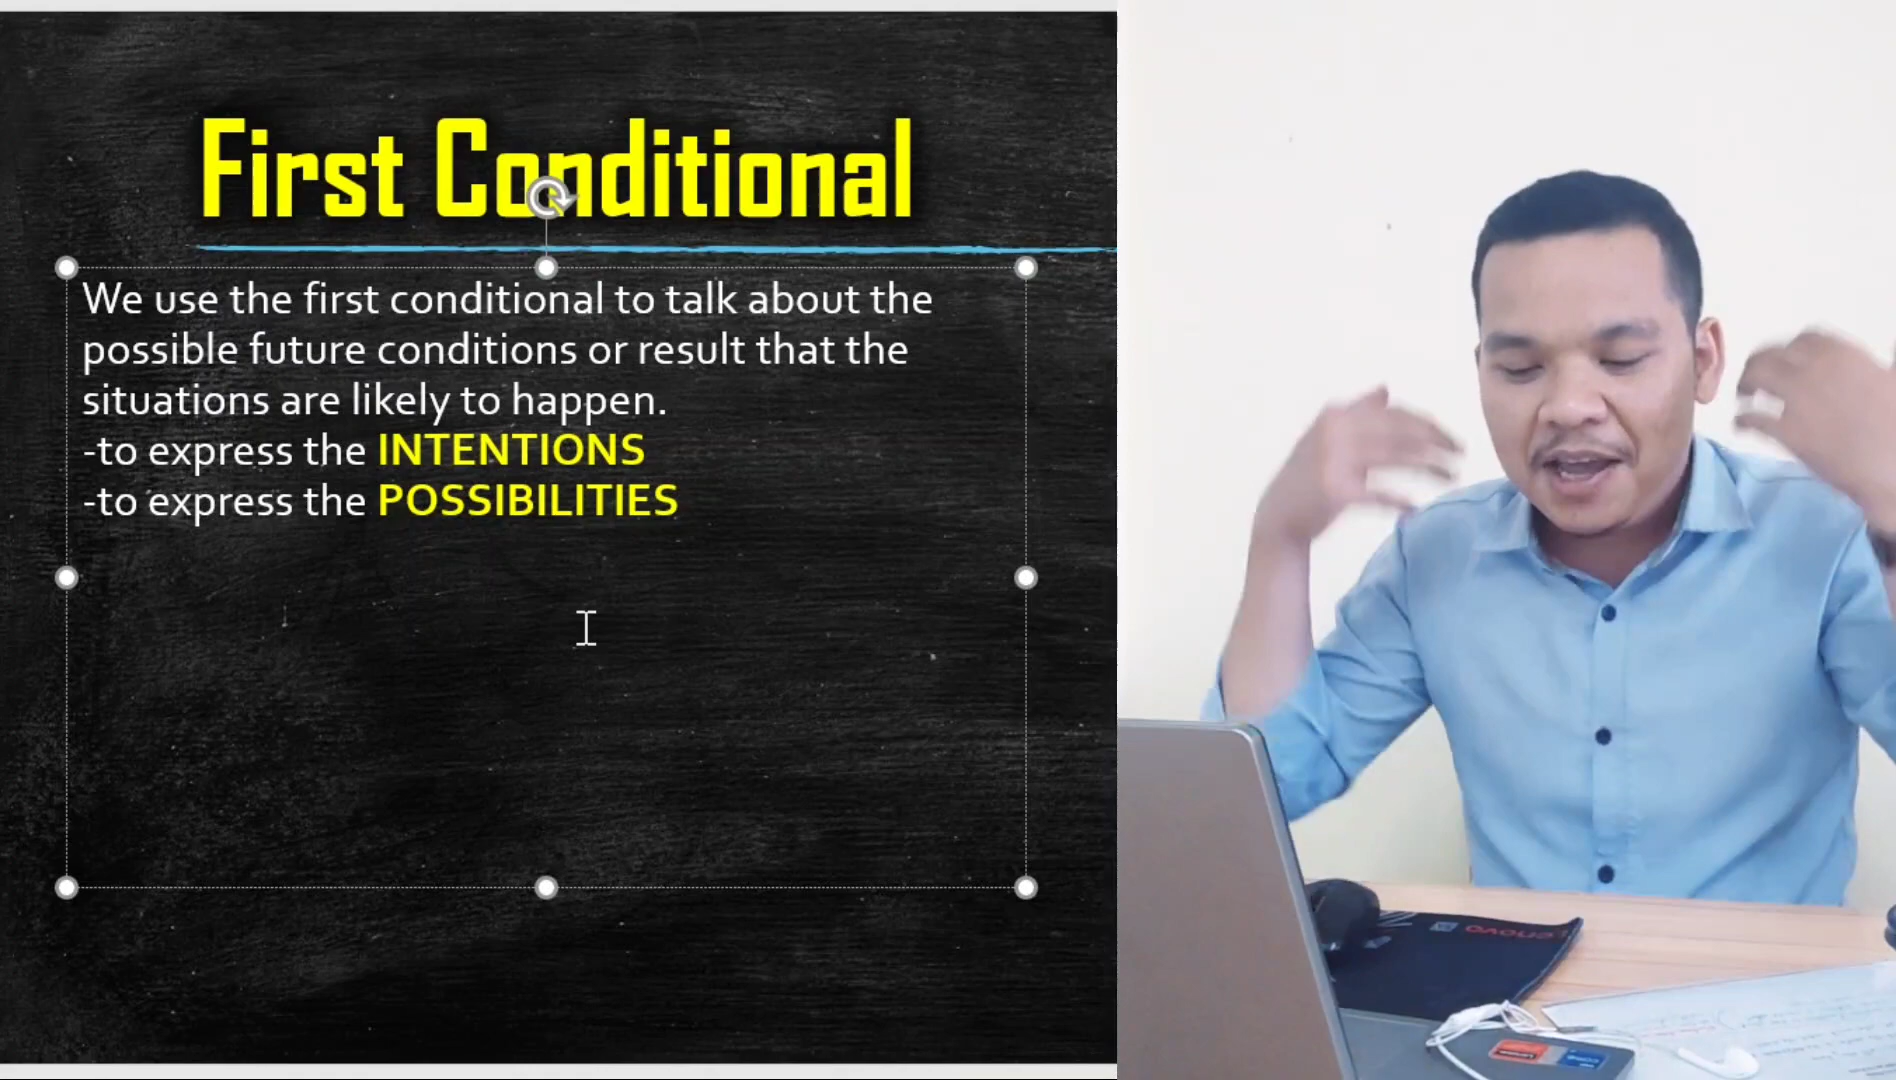 First Conditional
We use the first conditional to talk about the
possible future conditions or result that the
situations are likely to happen.
-to express the INTENTIONS
-to express the POSSIBILITIES
Lenovo